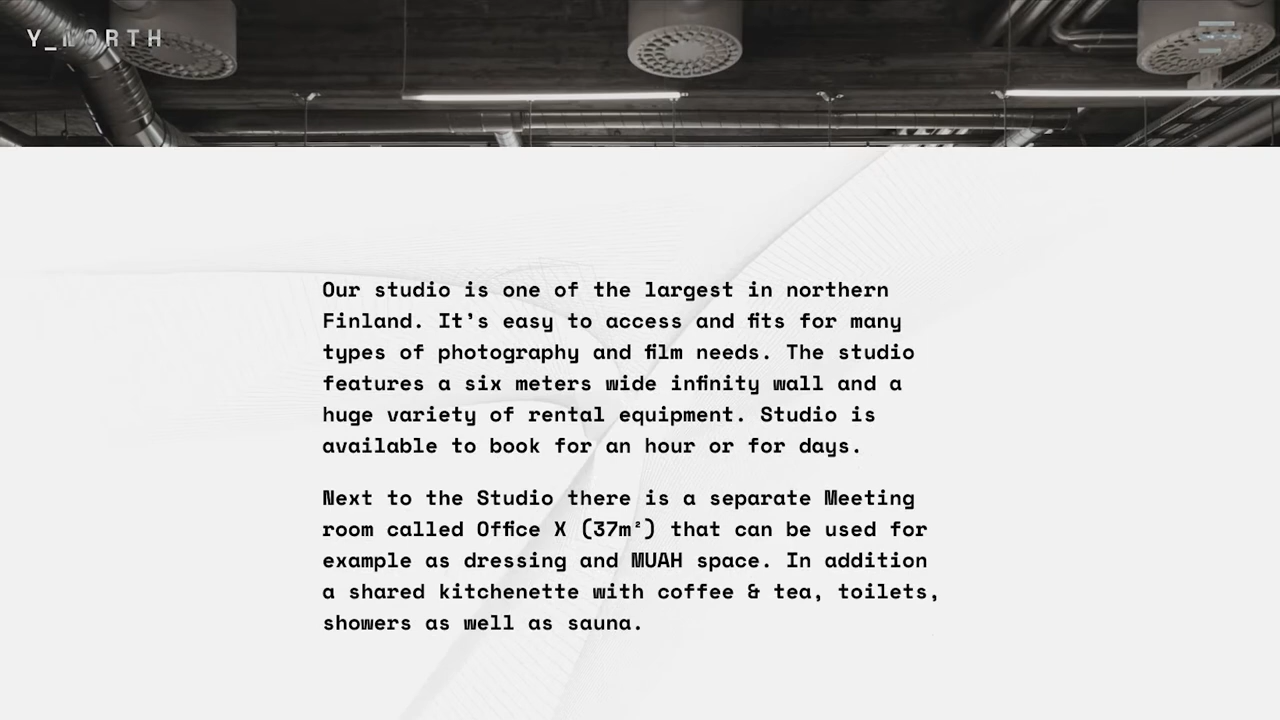 Y_NORTH
Our studio is one of the largest in northern
Finland. It’s easy to access and fits for many
types of photography and film needs. The studio
features a six meters wide infinity wall and a
huge variety of rental equipment. Studio is
available to book for an hour or for days.
Next to the Studio there is a separate Meeting
room called Office X (37m²) that can be used for
example as dressing and MUAH space. In addition
a shared kitchenette with coffee & tea, toilets,
showers as well as sauna.